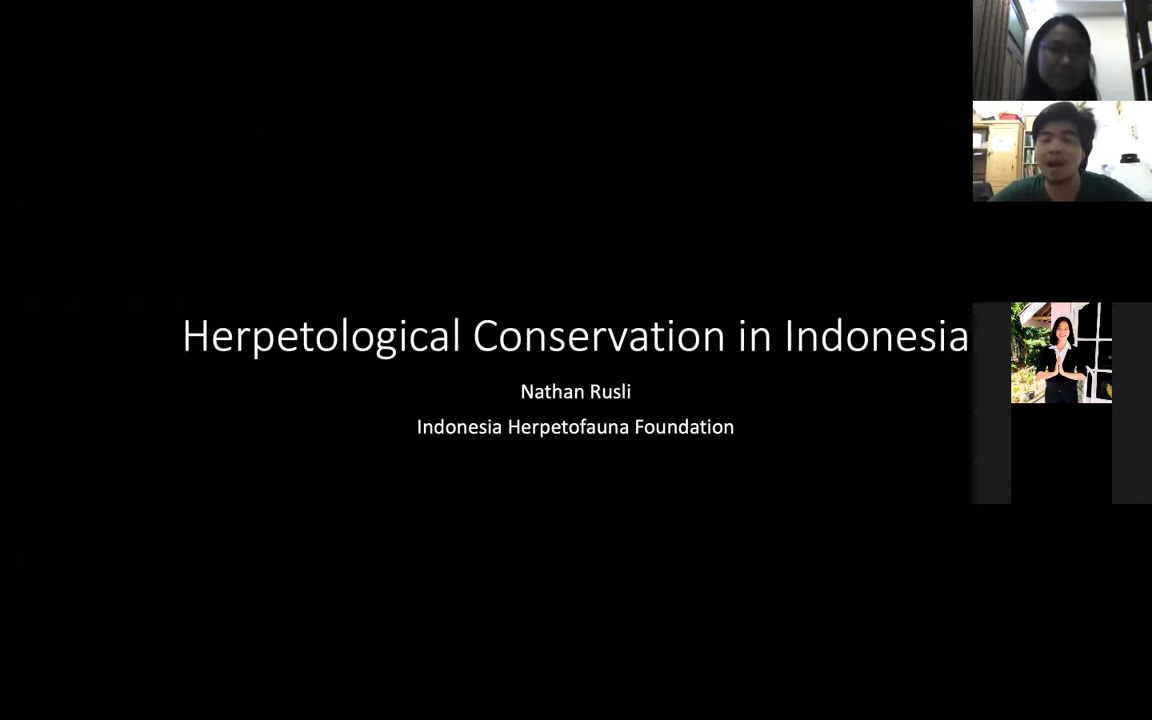 Herpetological Conservation in Indonesia
Nathan Rusli
Indonesia Herpetofauna Foundation